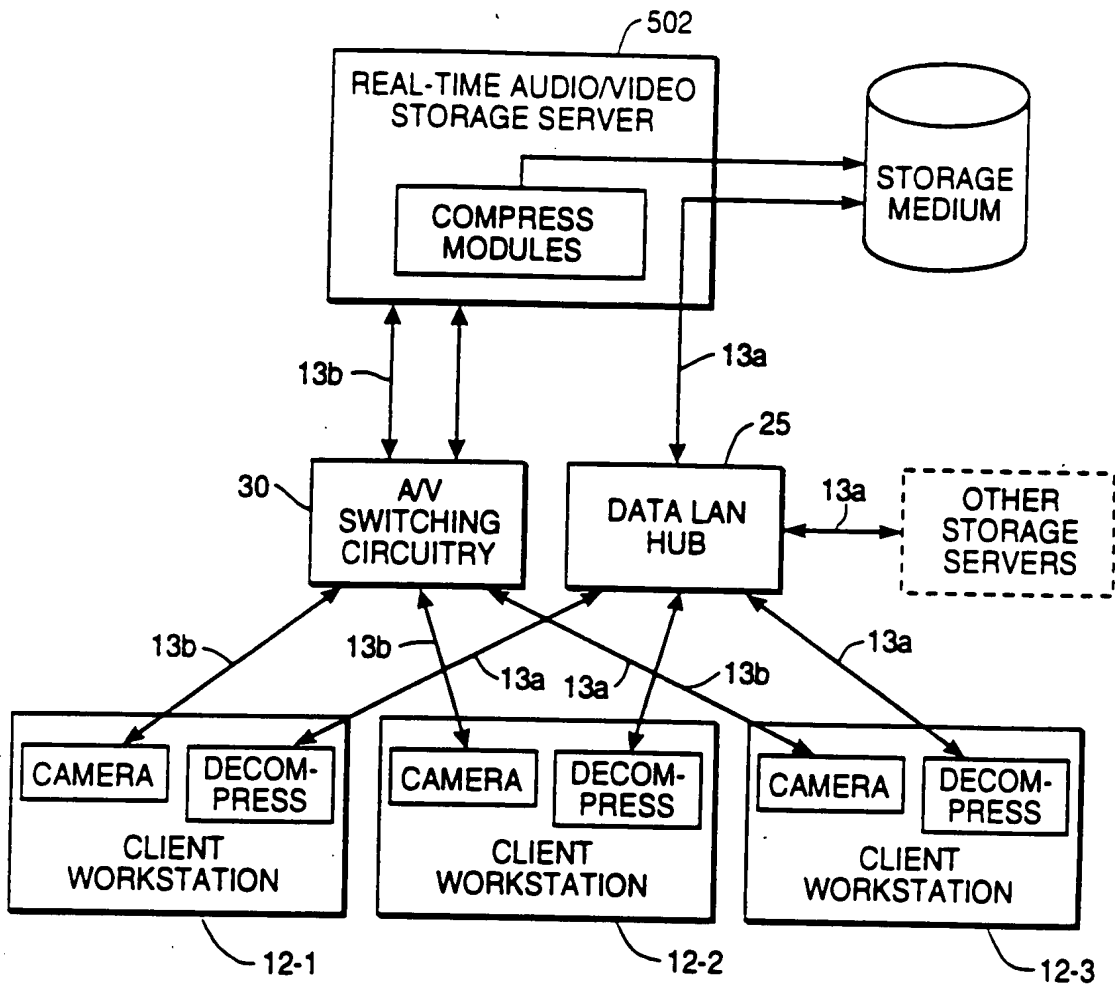 502
REAL-TIME AUDIO/VIDEO
STORAGE SERVER
COMPRESS
MODULES
STORAGE
MEDIUM
13b
13a
25
30
A/V
SWITCHING
CIRCUITRY
DATA LAN
HUB
13a
OTHER
STORAGE
SERVERS
13b
13b
13a
13a
13b
13a
CAMERA
DECOM-
PRESS
CLIENT
WORKSTATION
CAMERA
DECOM-
PRESS
CLIENT
WORKSTATION
CAMERA
DECOM-
PRESS
CLIENT
WORKSTATION
12-1
12-2
12-3